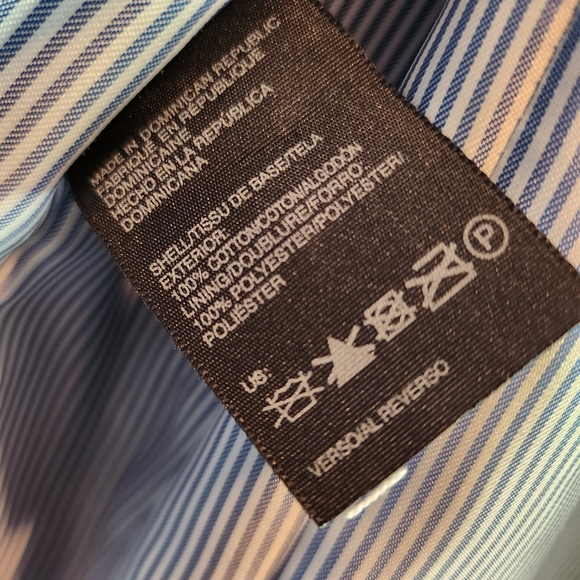 MADE IN DOMINICAN REPUBLIC
FABRIQUE EN REPUBLIQUE
DOMINICAINE
HECHO EN LA REPÚBLICA
DOMINICANA
SHELL/TISSU DE BASE/TELA
EXTERIOR:
100% COTTON/COTON/ALGODÓN
LINING/DOUBLURE/FORRO:
100% POLYESTER/POLYESTER/
POLIÉSTER
US:
P
VERSO/AL REVERSO